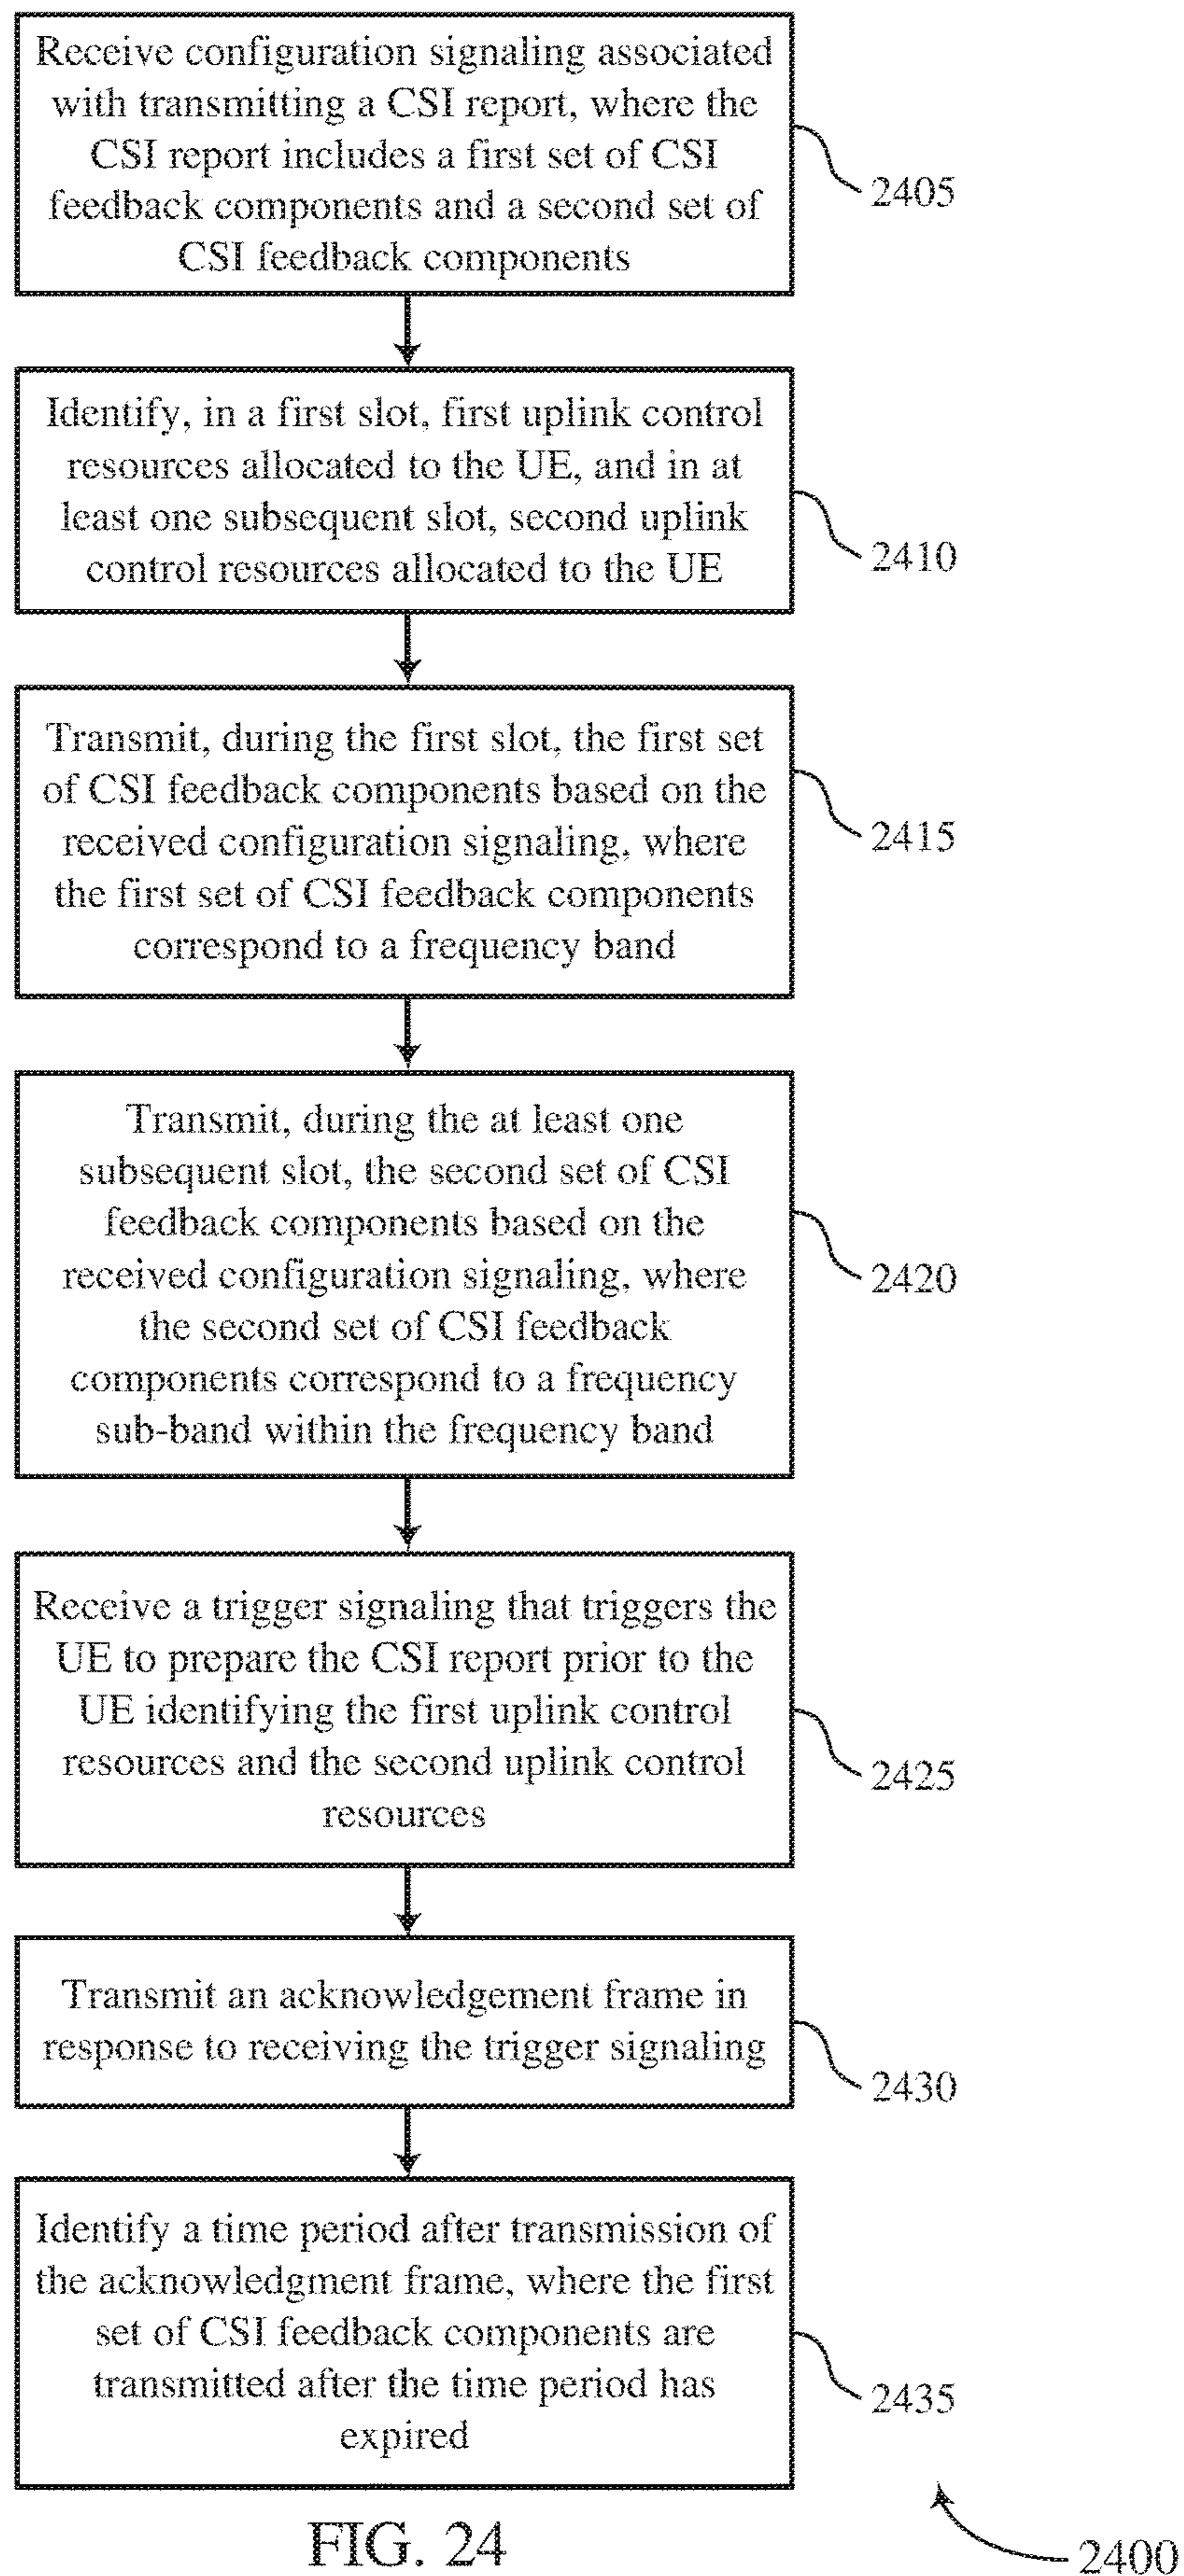 Receive configuration signaling associated
with transmitting a CSI report, where the
CSI report includes a first set of CSI
feedback components and a second set of
CSI feedback components
2405
Identify, in a first slot, first uplink control
resources allocated to the UE, and in at
least one subsequent slot, second uplink
control resources allocated to the UE
2410
Transmit, during the first slot, the first set
of CSI feedback components based on the
received configuration signaling, where
the first set of CSI feedback components
correspond to a frequency band
2415
Transmit, during the at least one
subsequent slot, the second set of CSI
feedback components based on the
received configuration signaling, where
the second set of CSI feedback
components correspond to a frequency
sub-band within the frequency band
2420
Receive a trigger signaling that triggers the
UE to prepare the CSI report prior to the
UE identifying the first uplink control
resources and the second uplink control
resources
2425
Transmit an acknowledgement frame in
response to receiving the trigger signaling
2430
Identify a time period after transmission of
the acknowledgment frame, where the first
set of CSI feedback components are
transmitted after the time period has
expired
2435
FIG. 24
2400